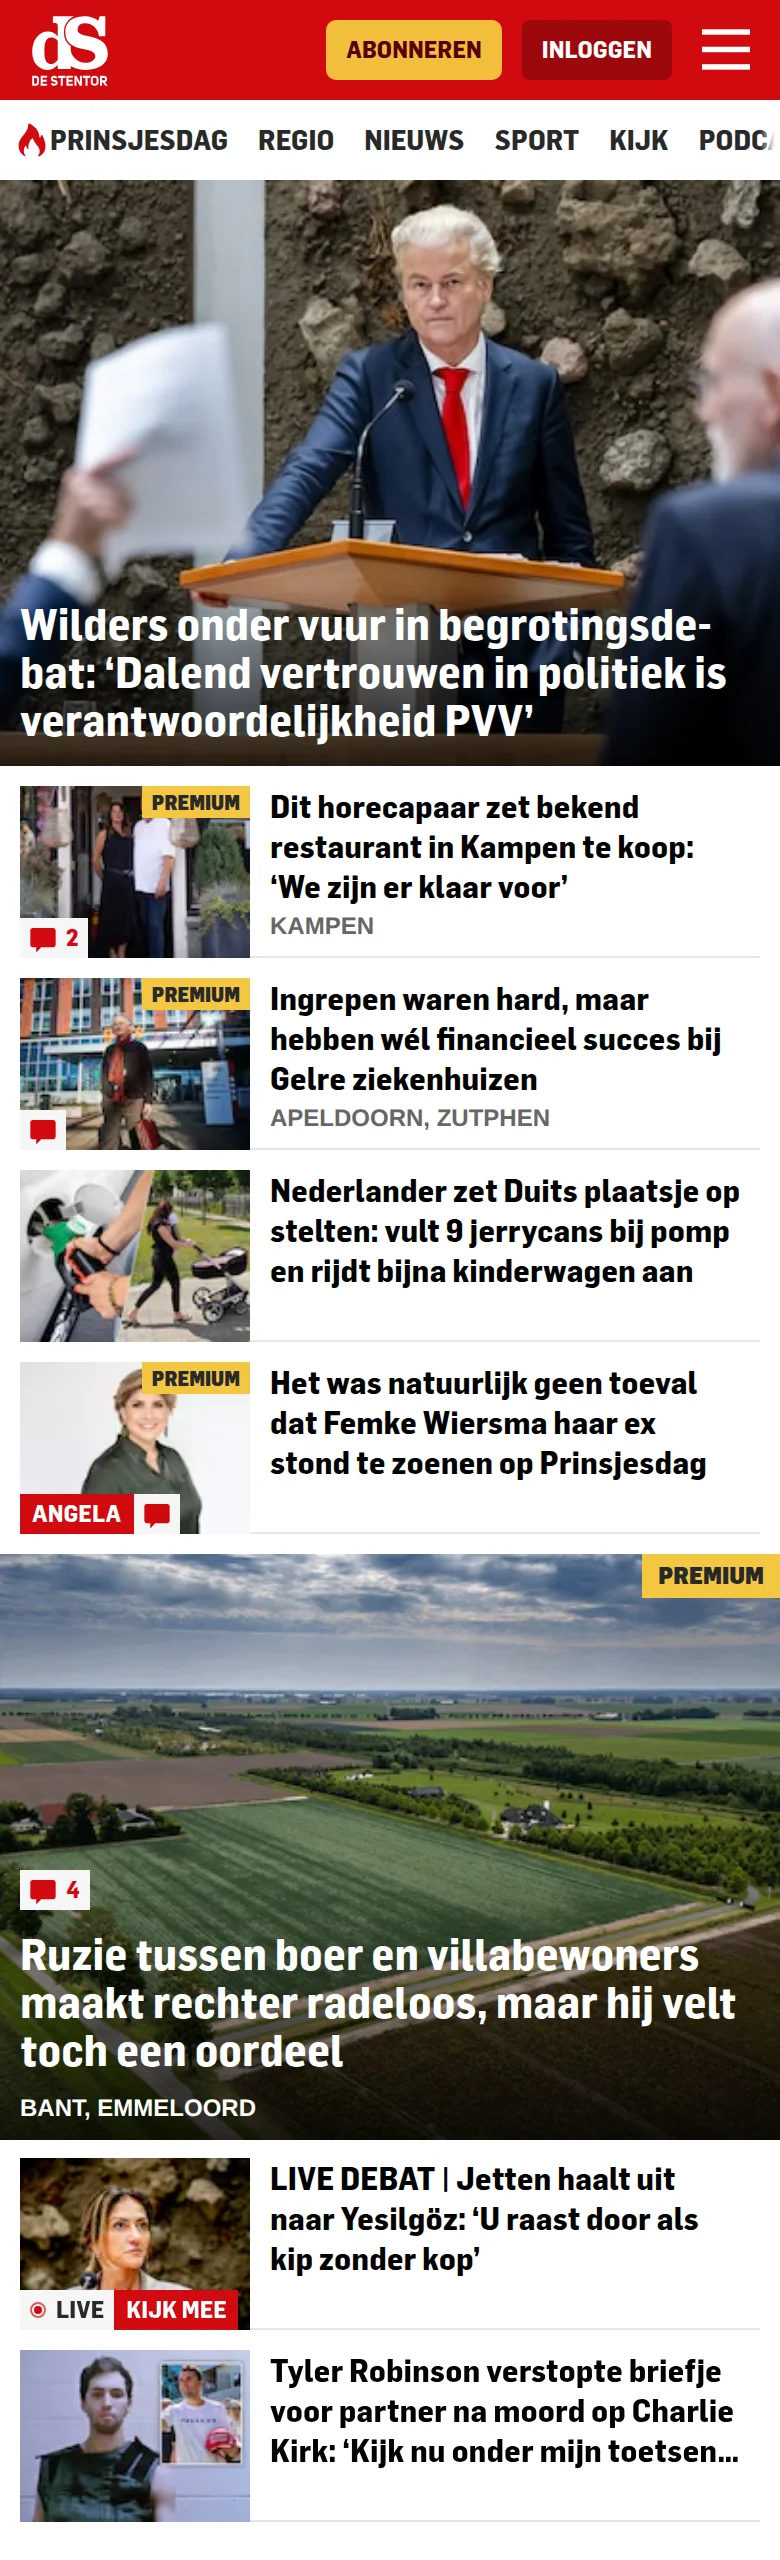 dS
DE STENTOR
ABONNEREN
INLOGGEN
PRINSJESDAG REGIO NIEUWS SPORT KIJK PODCA
Wilders onder vuur in begrotingsde-
bat: ‘Dalend vertrouwen in politiek is
verantwoordelijkheid PVV’
PREMIUM
2
Dit horecapaar zet bekend
restaurant in Kampen te koop:
‘We zijn er klaar voor’
KAMPEN
PREMIUM
Ingrepen waren hard, maar
hebben wél financieel succes bij
Gelre ziekenhuizen
APELDOORN, ZUTPHEN
Nederlander zet Duits plaatsje op
stelten: vult 9 jerrycans bij pomp
en rijdt bijna kinderwagen aan
PREMIUM
ANGELA
Het was natuurlijk geen toeval
dat Femke Wiersma haar ex
stond te zoenen op Prinsjesdag
PREMIUM
4
Ruzie tussen boer en villabewoners
maakt rechter radeloos, maar hij velt
toch een oordeel
BANT, EMMELOORD
LIVE KIJK MEE
LIVE DEBAT | Jetten haalt uit
naar Yesilgöz: ‘U raast door als
kip zonder kop’
Tyler Robinson verstopte briefje
voor partner na moord op Charlie
Kirk: ‘Kijk nu onder mijn toetsen...